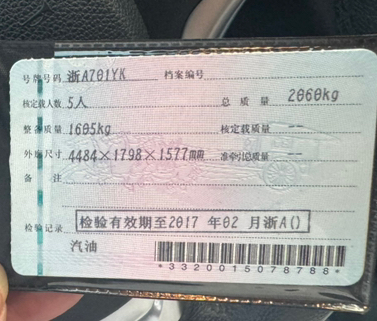 号牌号码 浙A701YK 档案编号
核定载人数 5人 总质量 2060kg
整备质量 1605kg 核定载质量 --
外廓尺寸 4484×1798×1577mm 准牵引总质量 --
备注
检验记录 检验有效期至2017 年02 月浙A()
汽油
*3320015078788*